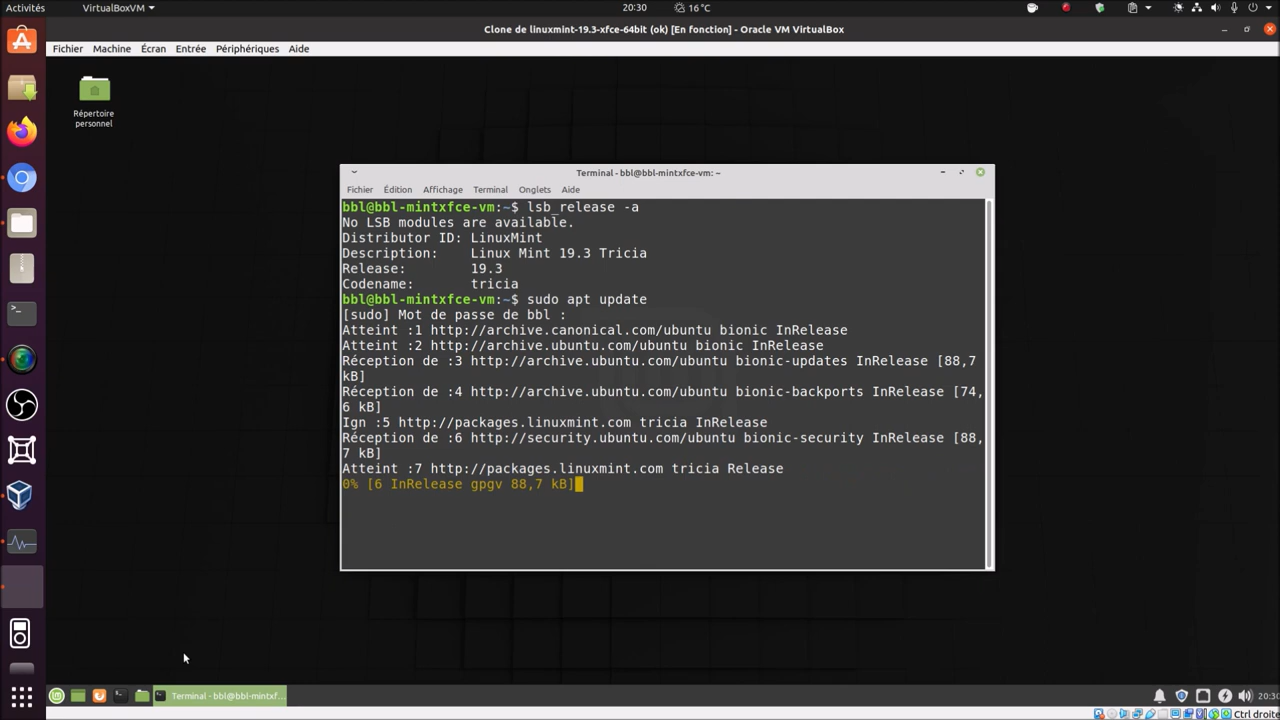 Activités
VirtualBoxVM
20:30
16 °C
Clone de linuxmint-19.3-xfce-64bit (ok) [En fonction] - Oracle VM VirtualBox
Fichier Machine Écran Entrée Périphériques Aide
Répertoire
personnel
Terminal - bbl@bbl-mintxfce-vm: ~
Fichier Édition Affichage Terminal Onglets Aide
bbl@bbl-mintxfce-vm:~$ lsb_release -a
No LSB modules are available.
Distributor ID: LinuxMint
Description: Linux Mint 19.3 Tricia
Release: 19.3
Codename: tricia
bbl@bbl-mintxfce-vm:~$ sudo apt update
[sudo] Mot de passe de bbl :
Atteint :1 http://archive.canonical.com/ubuntu bionic InRelease
Atteint :2 http://archive.ubuntu.com/ubuntu bionic InRelease
Réception de :3 http://archive.ubuntu.com/ubuntu bionic-updates InRelease [88,7
kB]
Réception de :4 http://archive.ubuntu.com/ubuntu bionic-backports InRelease [74,
6 kB]
Ign :5 http://packages.linuxmint.com tricia InRelease
Réception de :6 http://security.ubuntu.com/ubuntu bionic-security InRelease [88,
7 kB]
Atteint :7 http://packages.linuxmint.com tricia Release
0% [6 InRelease gpgv 88,7 kB]
Terminal - bbl@bbl-mintxf...
20:30
Ctrl droite